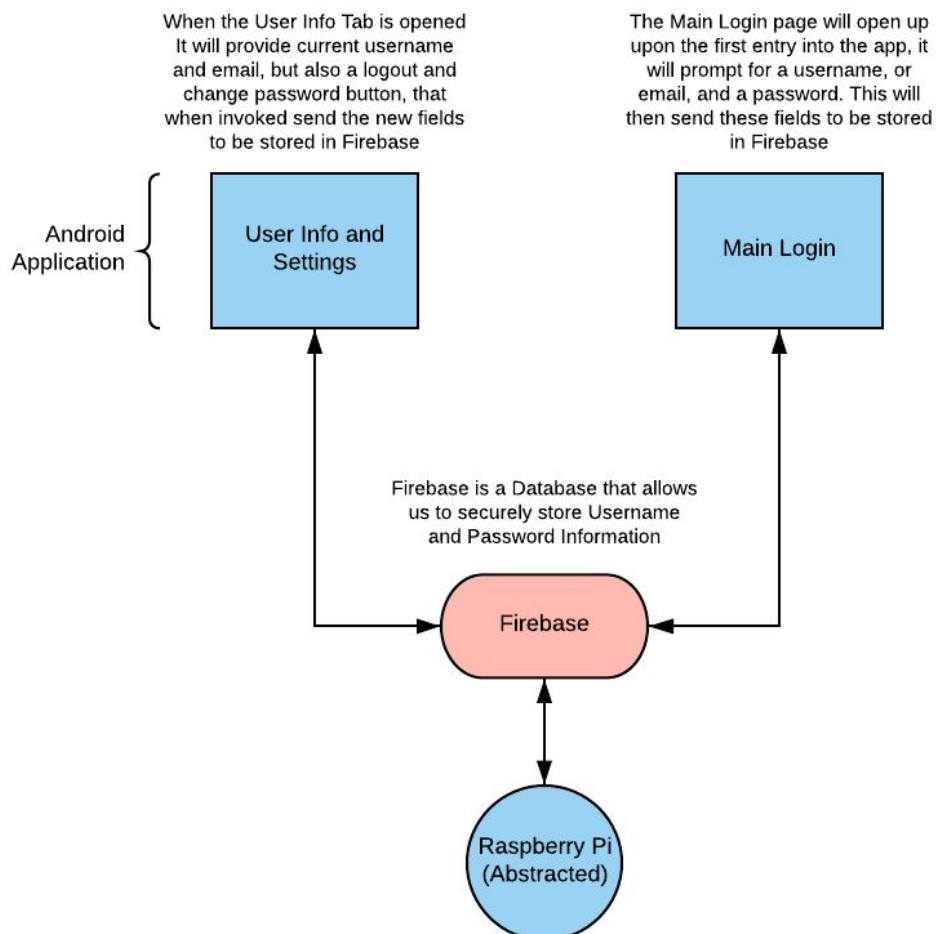 When the User Info Tab is opened
It will provide current username
and email, but also a logout and
change password button, that
when invoked send the new fields
to be stored in Firebase
The Main Login page will open up
upon the first entry into the app, it
will prompt for a username, or
email, and a password. This will
then send these fields to be stored
in Firebase
Android
Application
User Info and
Settings
Main Login
Firebase is a Database that allows
us to securely store Username
and Password Information
Firebase
Raspberry Pi
(Abstracted)